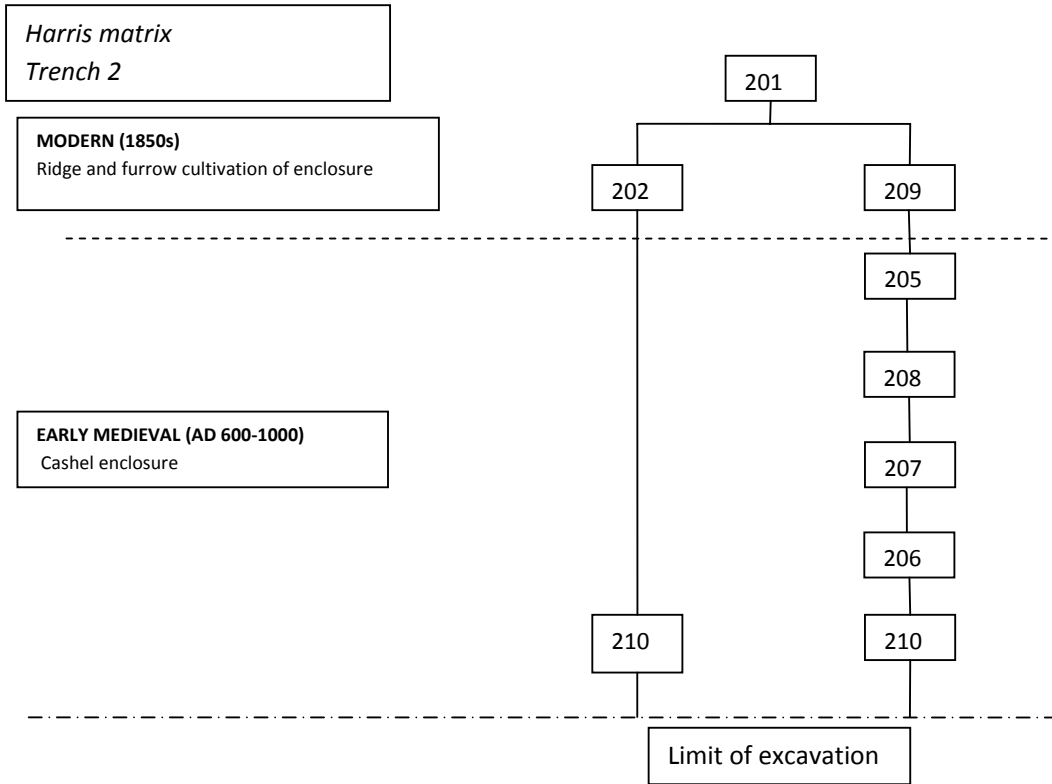 Harris matrix
Trench 2
201
MODERN (1850s)
Ridge and furrow cultivation of enclosure
202
209
205
208
EARLY MEDIEVAL (AD 600-1000)
Cashel enclosure
207
206
210
210
Limit of excavation